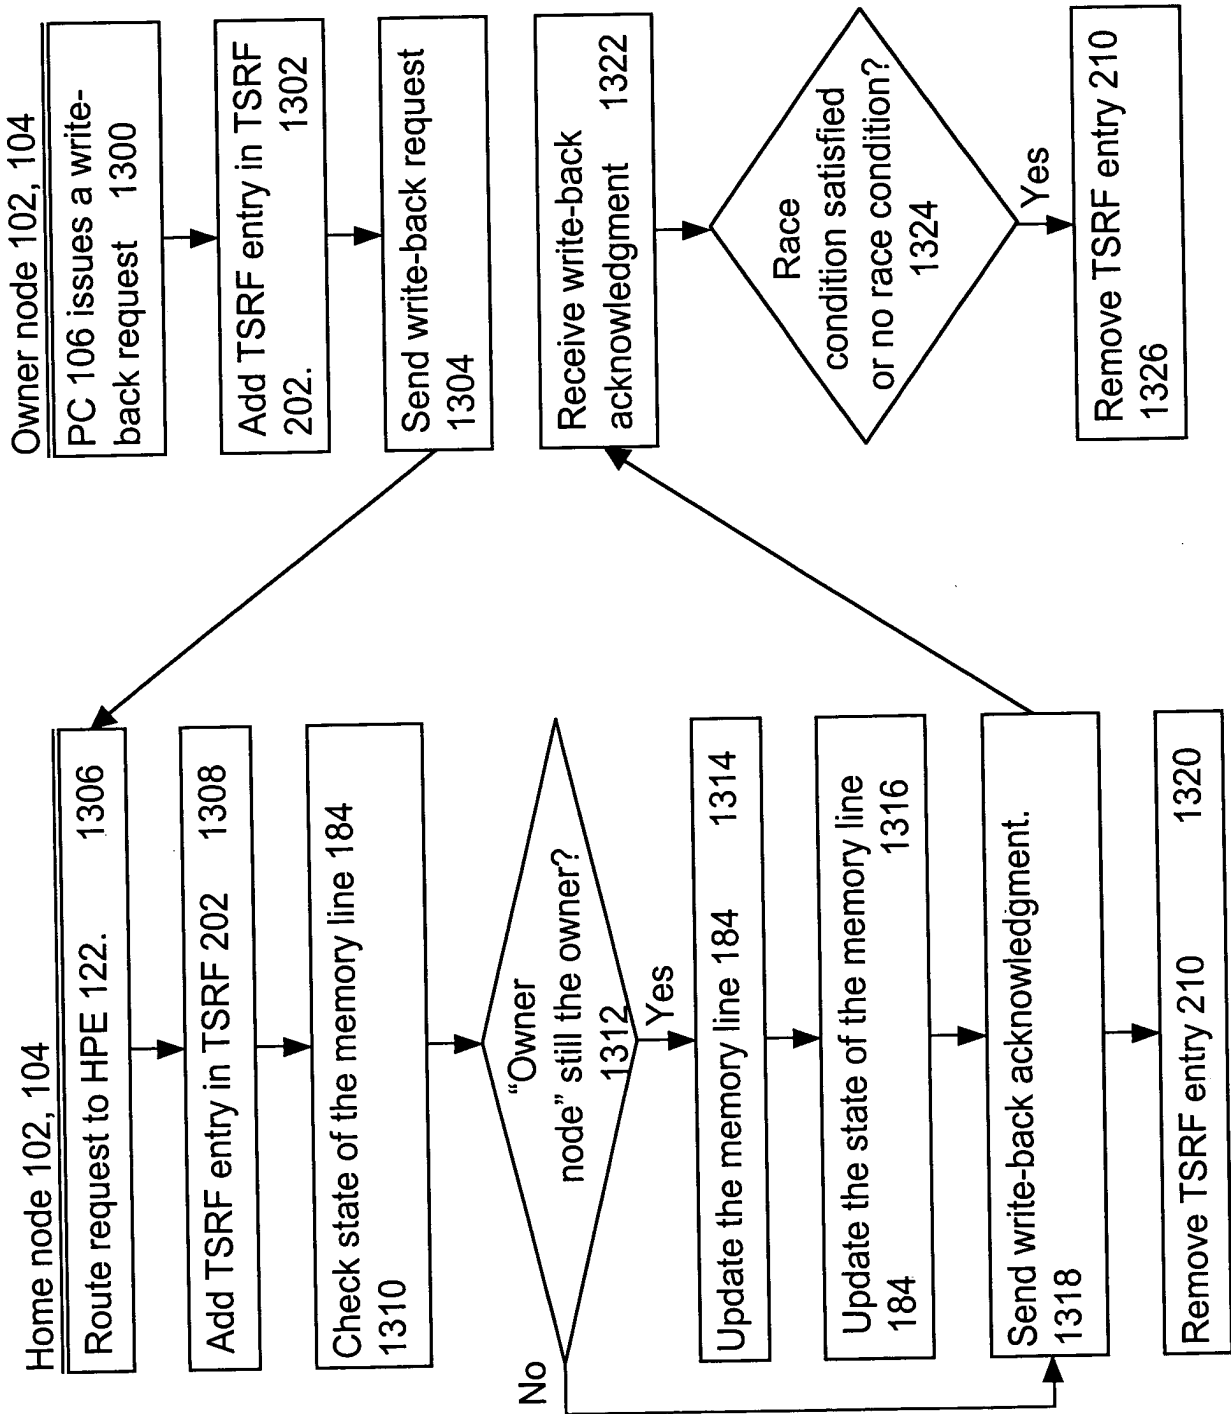 Home node 102, 104
Route request to HPE 122. 1306
Add TSRF entry in TSRF 202 1308
Check state of the memory line 184
1310
"Owner
node" still the owner?
1312
No
Yes
Update the memory line 184 1314
Update the state of the memory line
184 1316
Send write-back acknowledgment.
1318
Remove TSRF entry 210 1320
Owner node 102, 104
PC 106 issues a write-
back request 1300
Add TSRF entry in TSRF
202. 1302
Send write-back request
1304
Receive write-back
acknowledgment 1322
Race
condition satisfied
or no race condition?
1324
Yes
Remove TSRF entry 210
1326